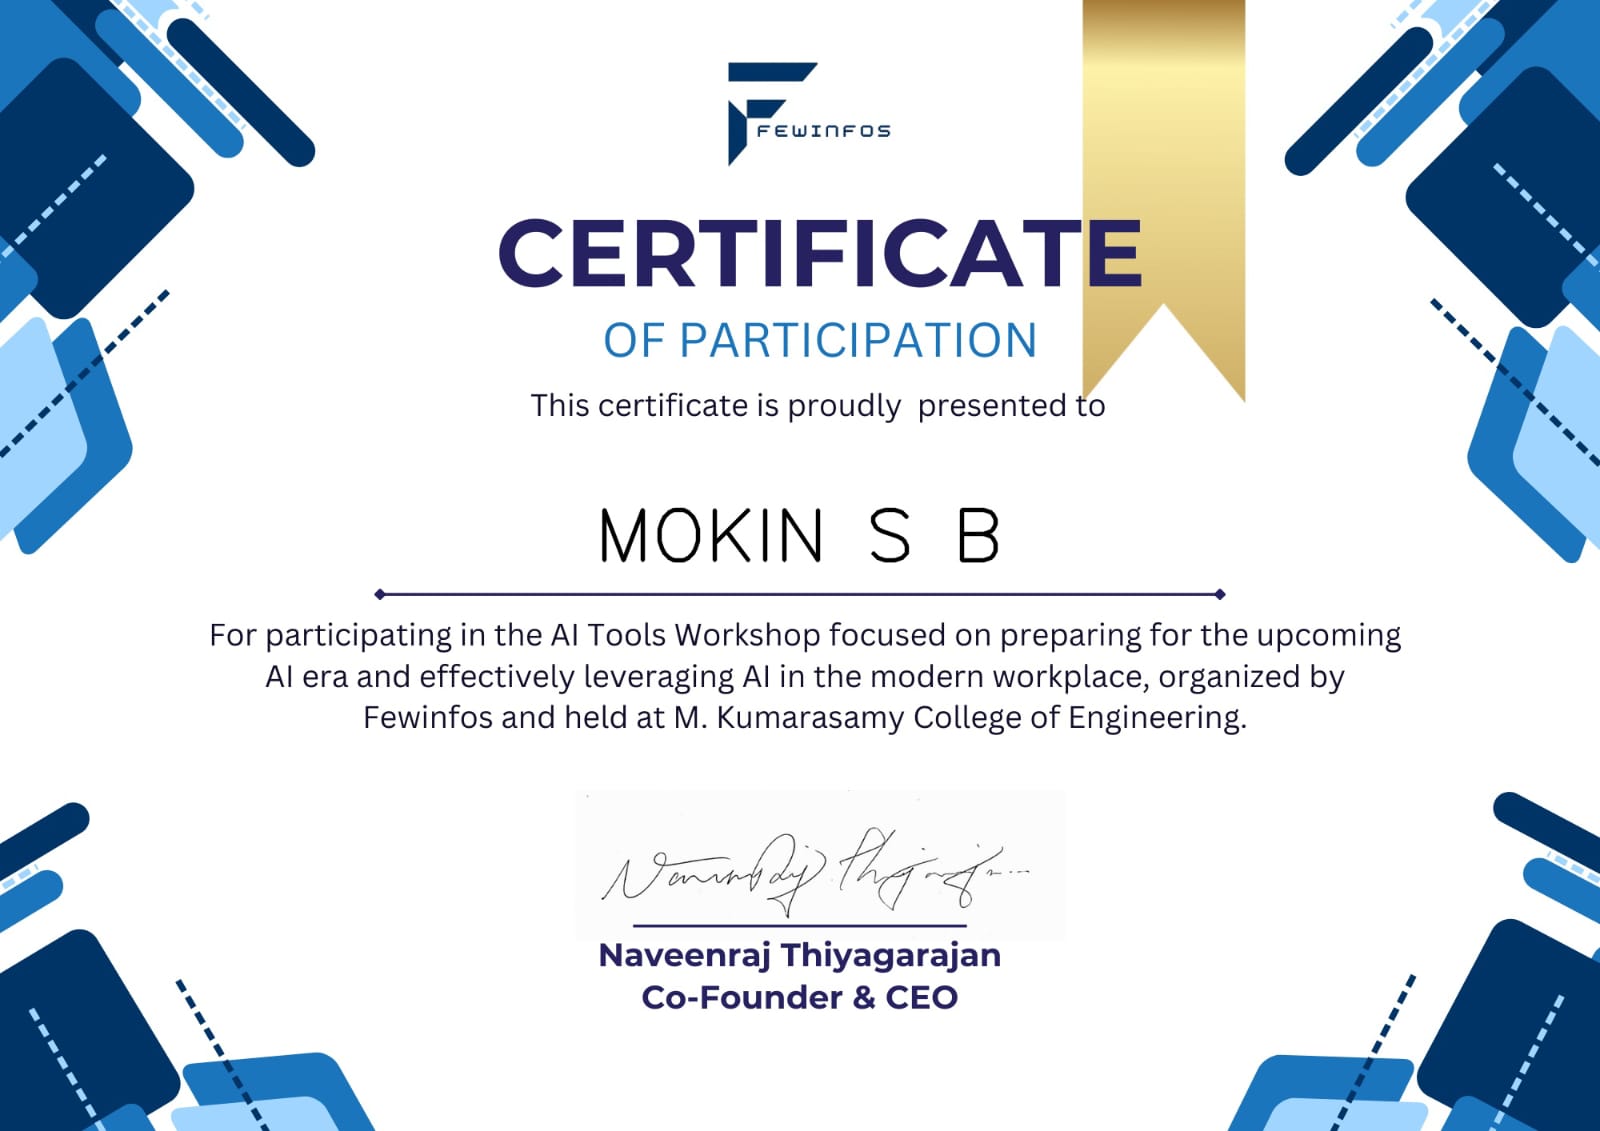 FEWINFOS
CERTIFICATE
OF PARTICIPATION
This certificate is proudly presented to
MOKIN S B
For participating in the AI Tools Workshop focused on preparing for the upcoming
AI era and effectively leveraging AI in the modern workplace, organized by
Fewinfos and held at M. Kumarasamy College of Engineering.
Naveenraj Thiyagarajan
Co-Founder & CEO